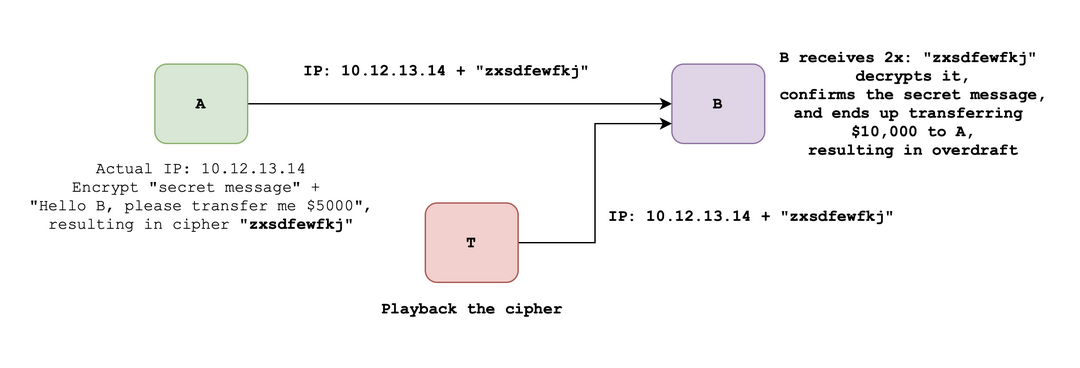 IP: 10.12.13.14 + "zxsdfewfkj"
A
B
B receives 2x: "zxsdfewfkj"
decrypts it,
confirms the secret message,
and ends up transferring
$10,000 to A,
resulting in overdraft
Actual IP: 10.12.13.14
Encrypt "secret message" +
"Hello B, please transfer me $5000",
resulting in cipher "zxsdfewfkj"
T
IP: 10.12.13.14 + "zxsdfewfkj"
Playback the cipher